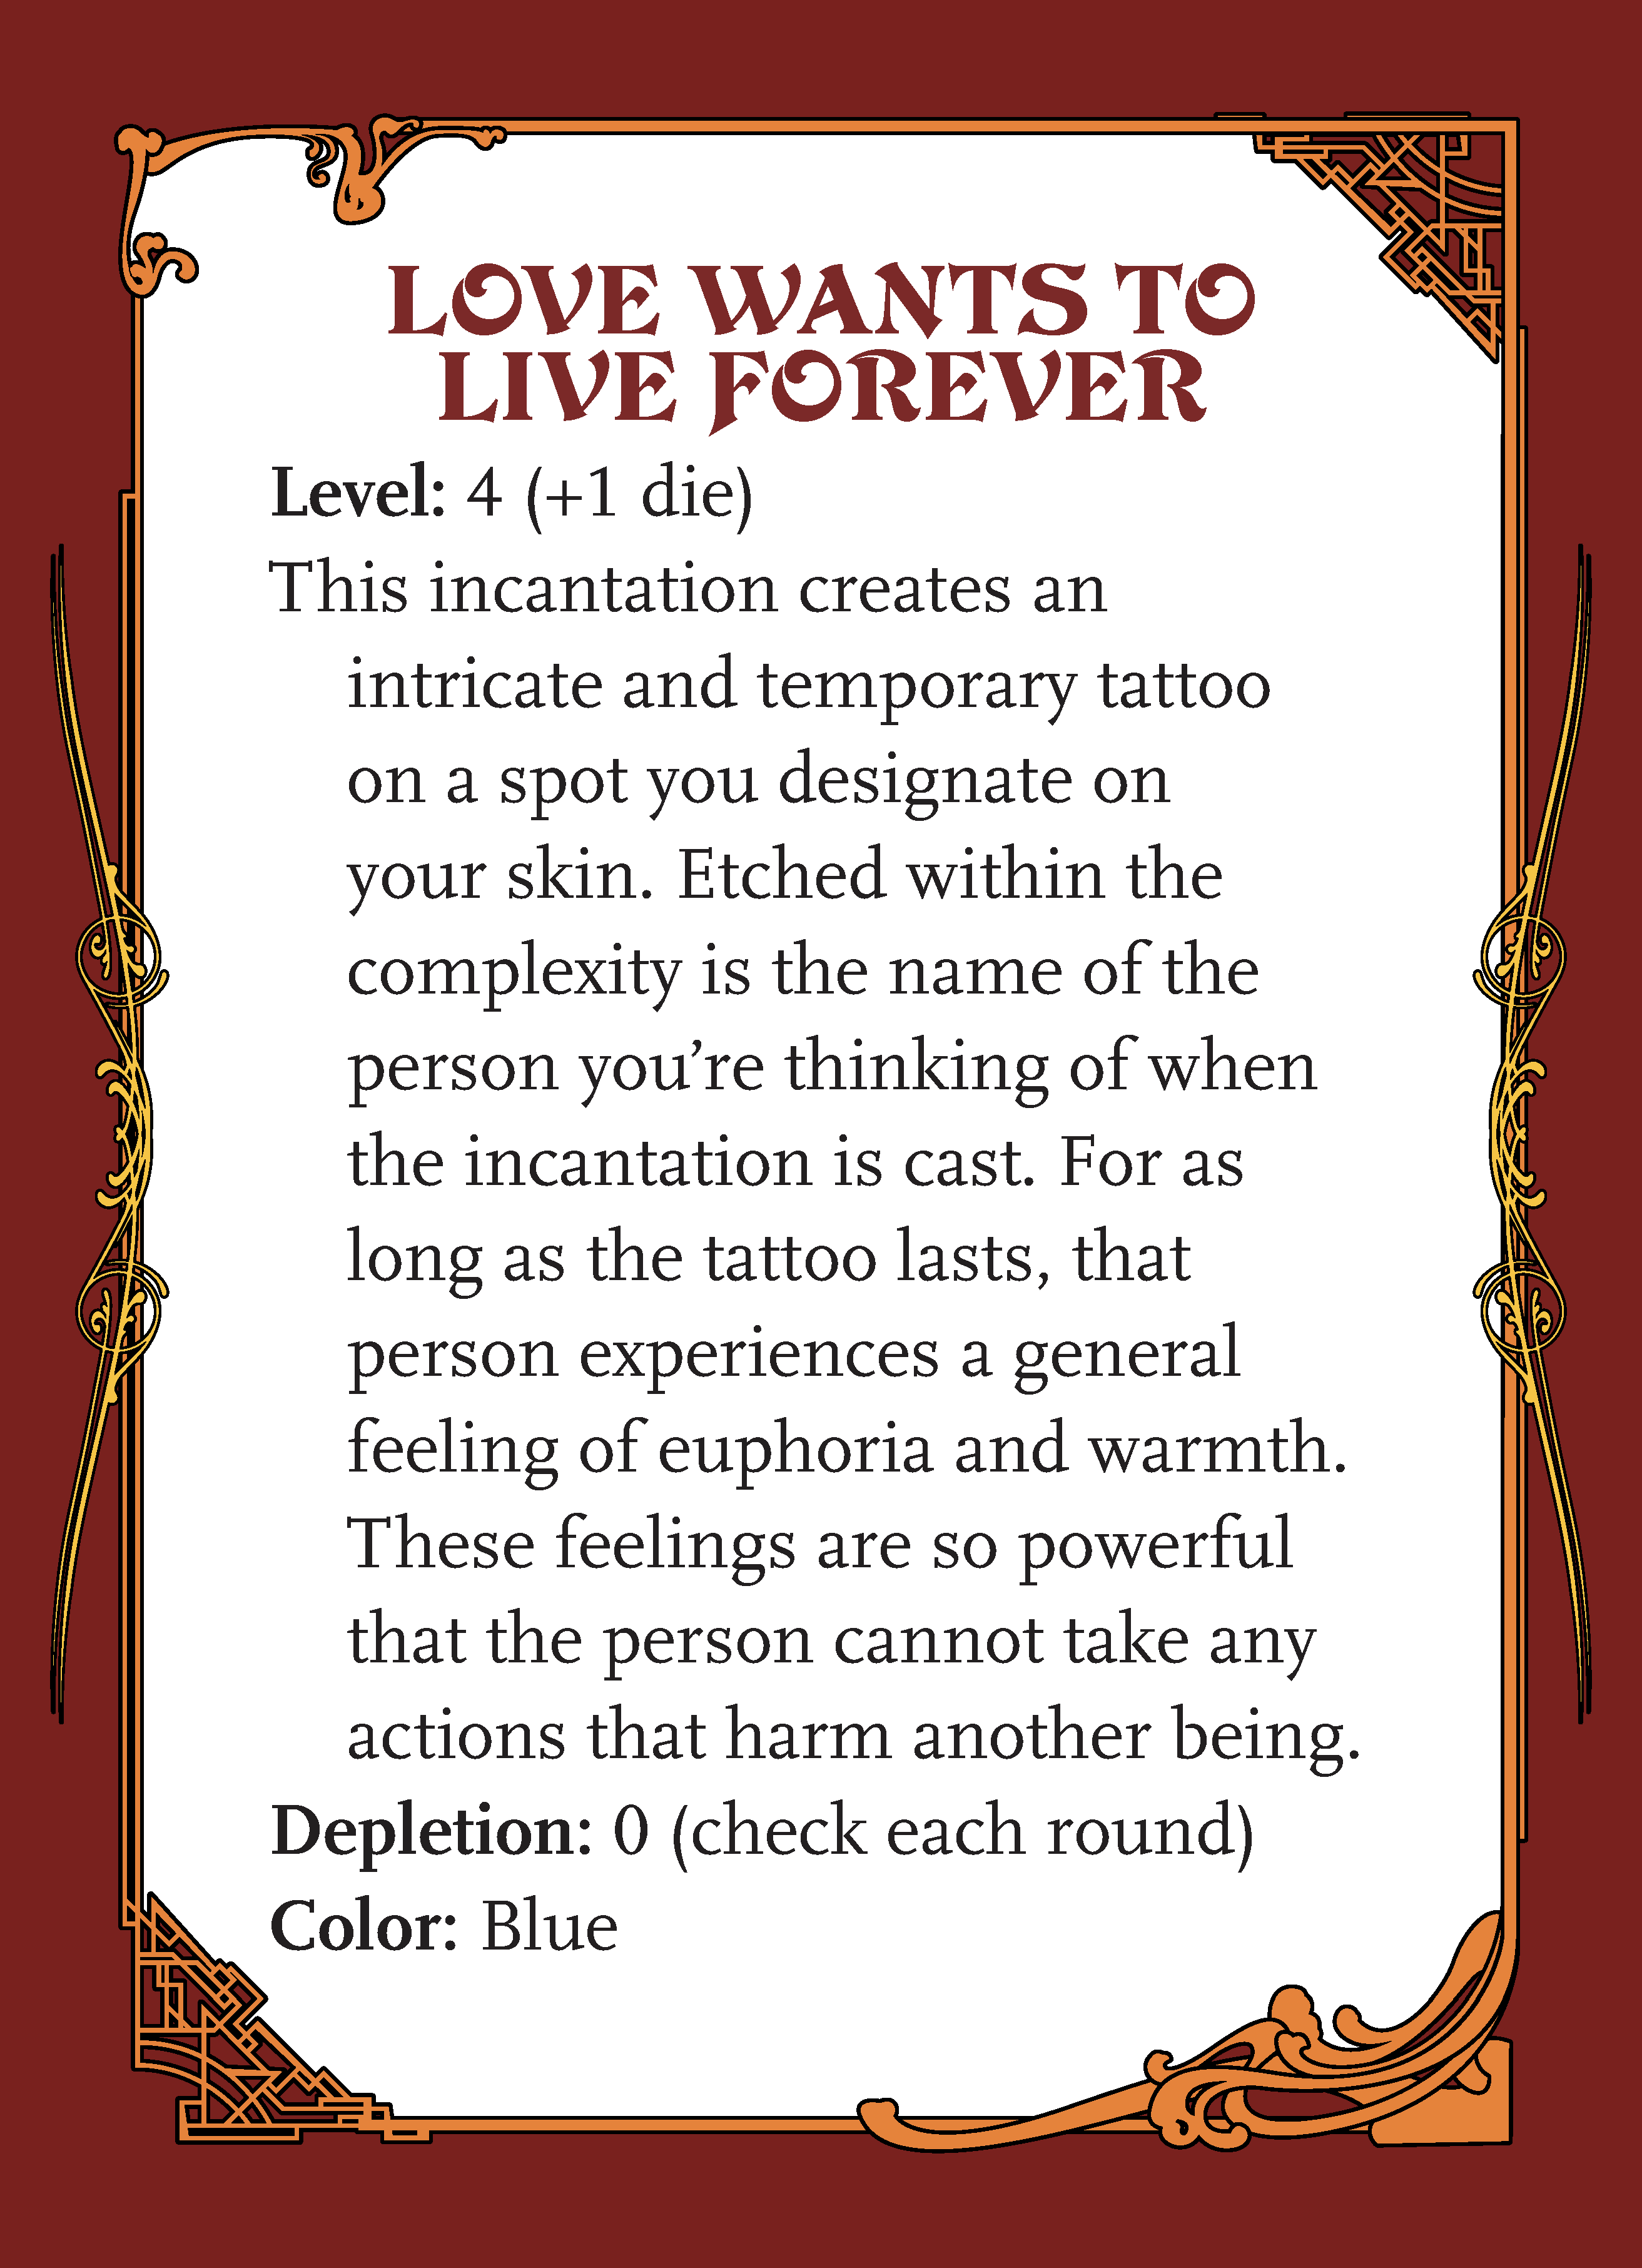 LOVE WANTS TO
LIVE FOREVER
Level: 4 (+1 die)
This incantation creates an
intricate and temporary tattoo
on a spot you designate on
your skin. Etched within the
complexity is the name of the
person you’re thinking of when
the incantation is cast. For as
long as the tattoo lasts, that
person experiences a general
feeling of euphoria and warmth.
These feelings are so powerful
that the person cannot take any
actions that harm another being.
Depletion: 0 (check each round)
Color: Blue